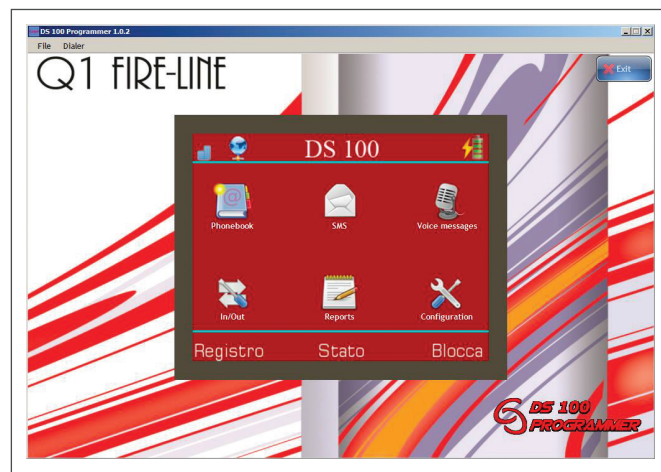 DS 100 Programmer 1.0.2
File Dialer
Q1 FIRE-LINE
Exit
DS 100
Phonebook SMS Voice messages
In/Out Reports Configuration
Registro Stato Blocca
DS 100
PROGRAMMER